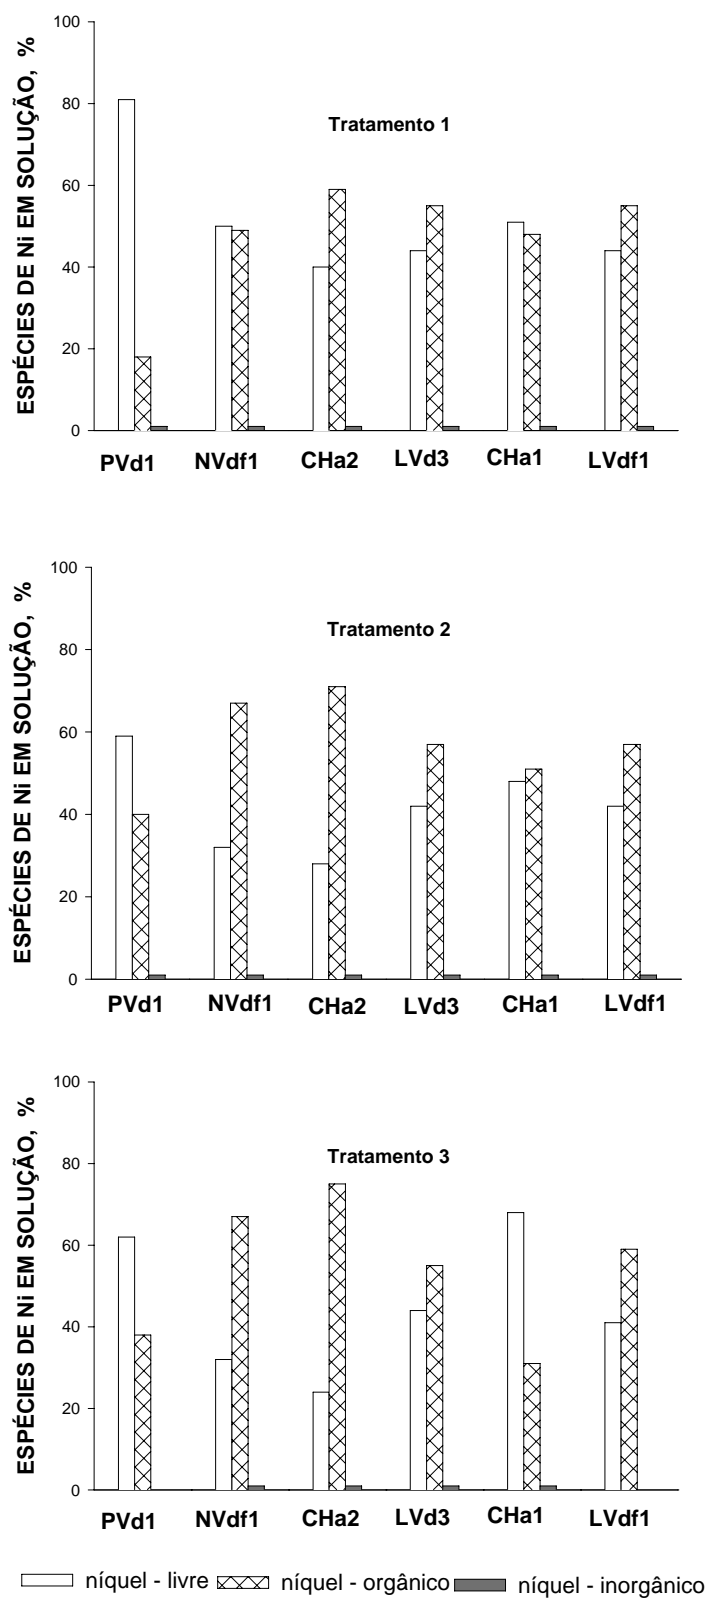 ESPÉCIES DE Ni EM SOLUÇÃO, %
100
80
60
40
20
0
Tratamento 1
PVd1 NVdf1 CHa2 LVd3 CHa1 LVdf1
ESPÉCIES DE Ni EM SOLUÇÃO, %
100
80
60
40
20
0
Tratamento 2
PVd1 NVdf1 CHa2 LVd3 CHa1 LVdf1
ESPÉCIES DE Ni EM SOLUÇÃO, %
100
80
60
40
20
0
Tratamento 3
PVd1 NVdf1 CHa2 LVd3 CHa1 LVdf1
níquel - livre níquel - orgânico níquel - inorgânico